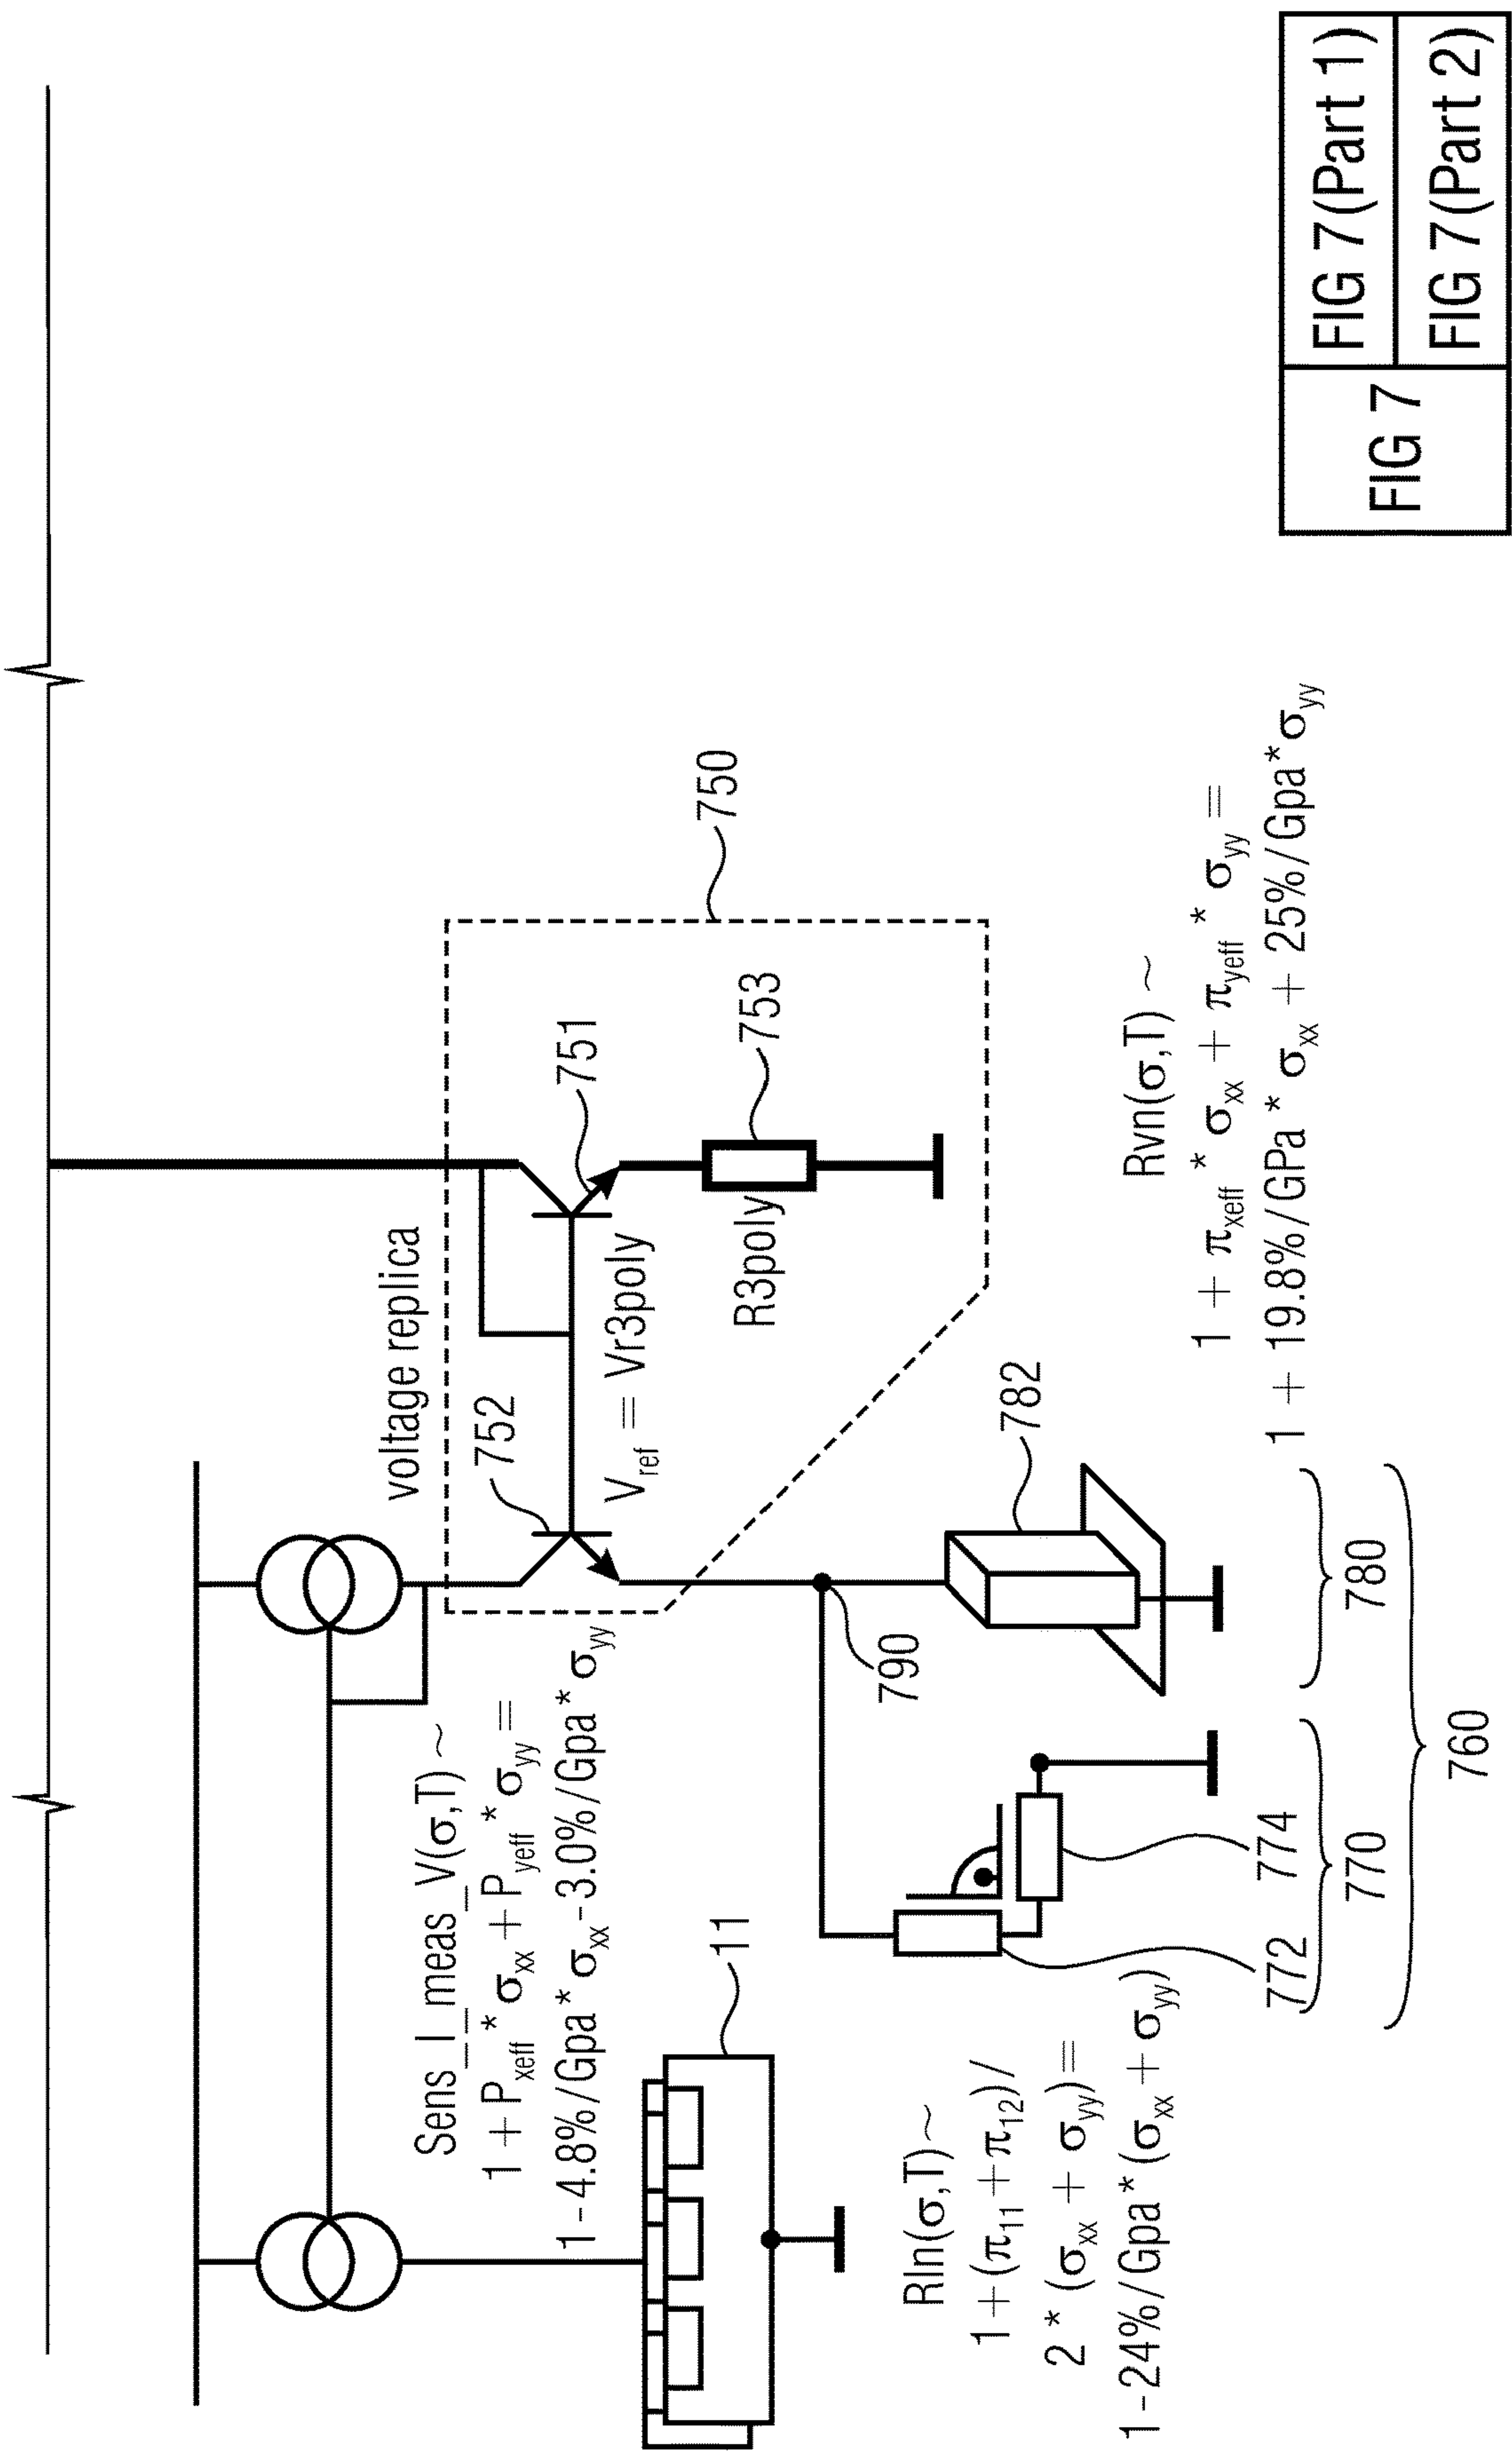 voltage replica
750
752
751
V_ref = Vr3poly
753
R3poly
Sens_I_meas_V(σ,T) ~
1 + P_xeff * σ_xx + P_yeff * σ_yy =
1-4.8%/Gpa* σ_xx-3.0%/Gpa* σ_yy
11
790
782
Rln(σ,T) ~
1 + (π_11 + π_12)/
2 * (σ_xx + σ_yy) =
1-24%/Gpa* (σ_xx + σ_yy)
Rvn(σ,T) ~
1 + π_xeff * σ_xx + π_yeff * σ_yy =
1 + 19.8%/GPa * σ_xx + 25%/Gpa* σ_yy
772
774
770
780
760
FIG 7
FIG 7(Part 1)
FIG 7(Part 2)